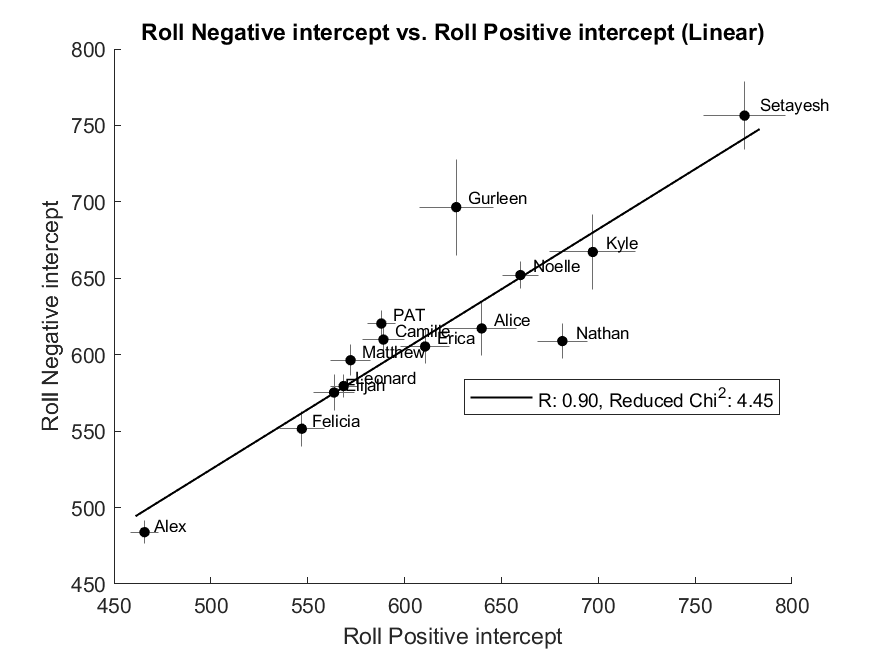 Roll Negative intercept vs. Roll Positive intercept (Linear)
800
750
700
650
600
550
500
450
Roll Negative intercept
Setayesh
Gurleen
Kyle
Noelle
PAT
Alice
Camille
Erica
Nathan
Matthew
Leonard
Elijah
R: 0.90, Reduced Chi²: 4.45
Felicia
Alex
450 500 550 600 650 700 750 800
Roll Positive intercept